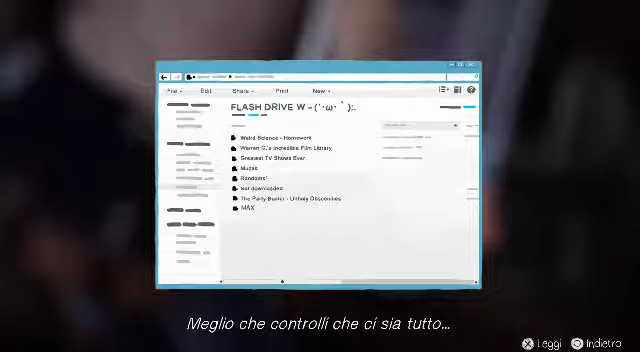 File
Edit
Share
Print
New
FLASH DRIVE W - (´･ω･｀):.
Weird Science - Homework
Warren G.'s Incredible Film Library
Greatest TV Shows Ever
Muzak
Randoms
Not downloaded
The Party Buster - Unholy Obscenities
MAX
Meglio che controlli che ci sia tutto...
Leggi
Indietro